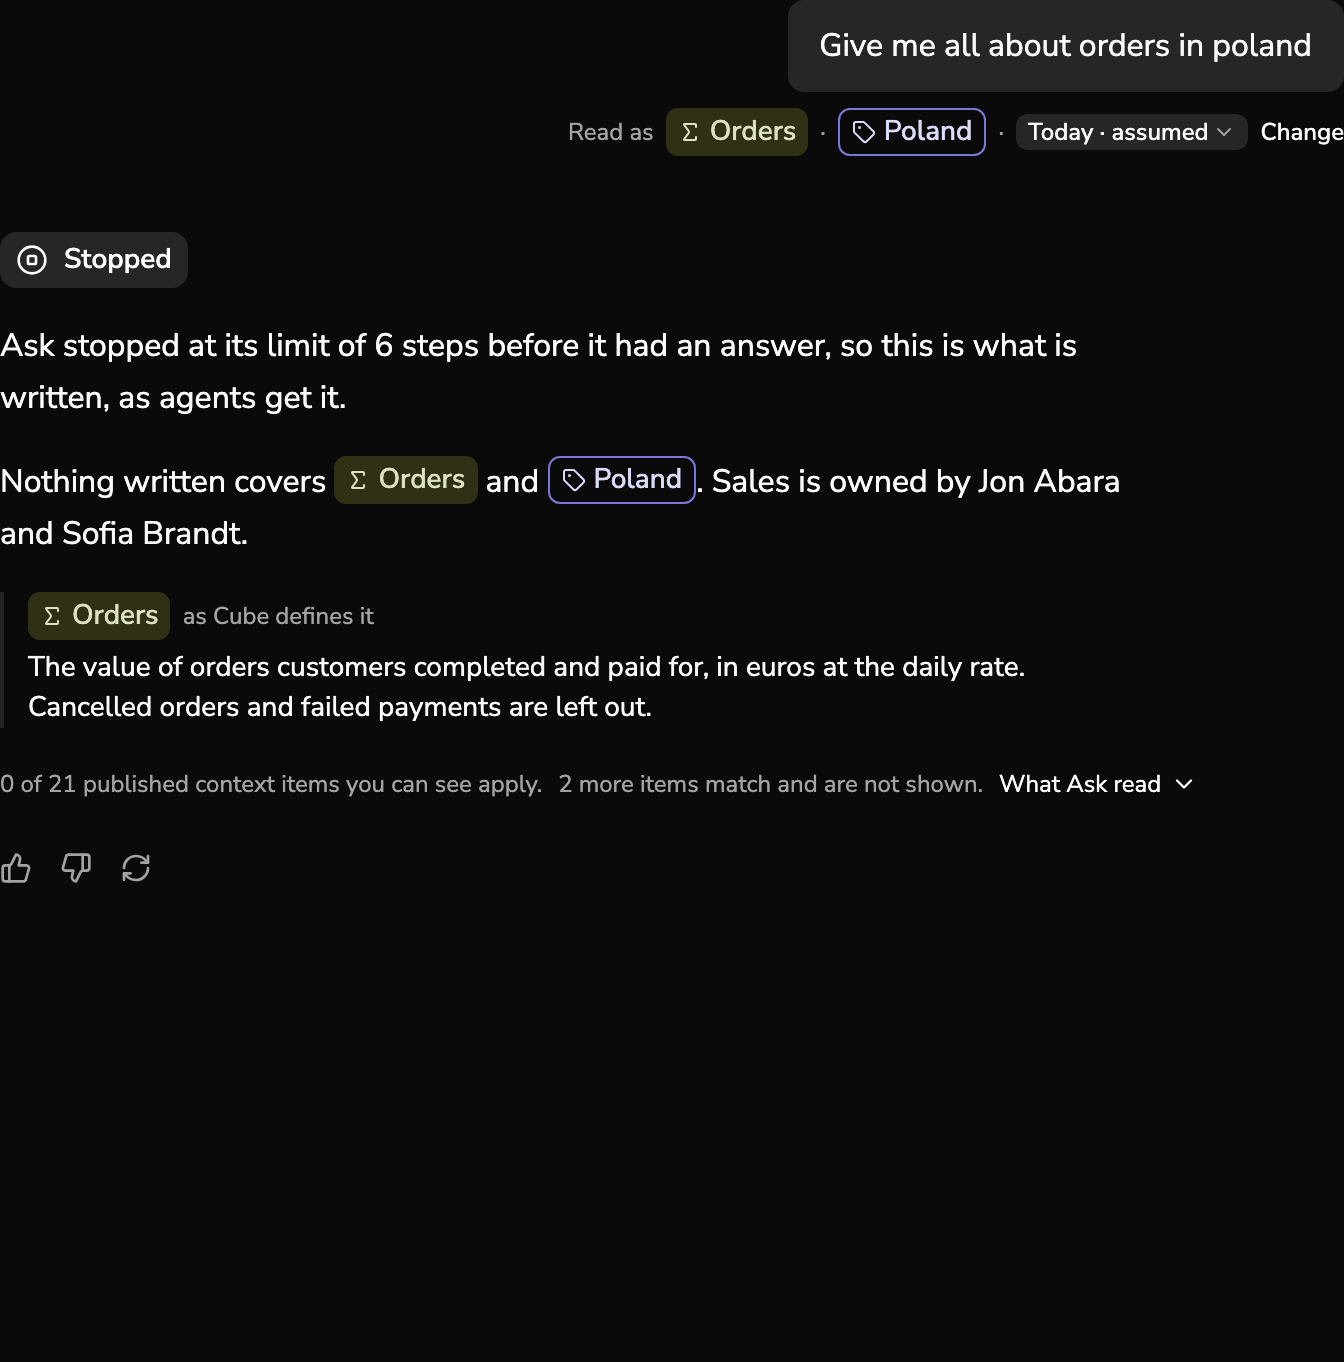 Give me all about orders in poland
Read as Σ Orders · Poland · Today · assumed Change
Stopped
Ask stopped at its limit of 6 steps before it had an answer, so this is what is
written, as agents get it.
Nothing written covers Σ Orders and Poland. Sales is owned by Jon Abara
and Sofia Brandt.
Σ Orders as Cube defines it
The value of orders customers completed and paid for, in euros at the daily rate.
Cancelled orders and failed payments are left out.
0 of 21 published context items you can see apply. 2 more items match and are not shown. What Ask read